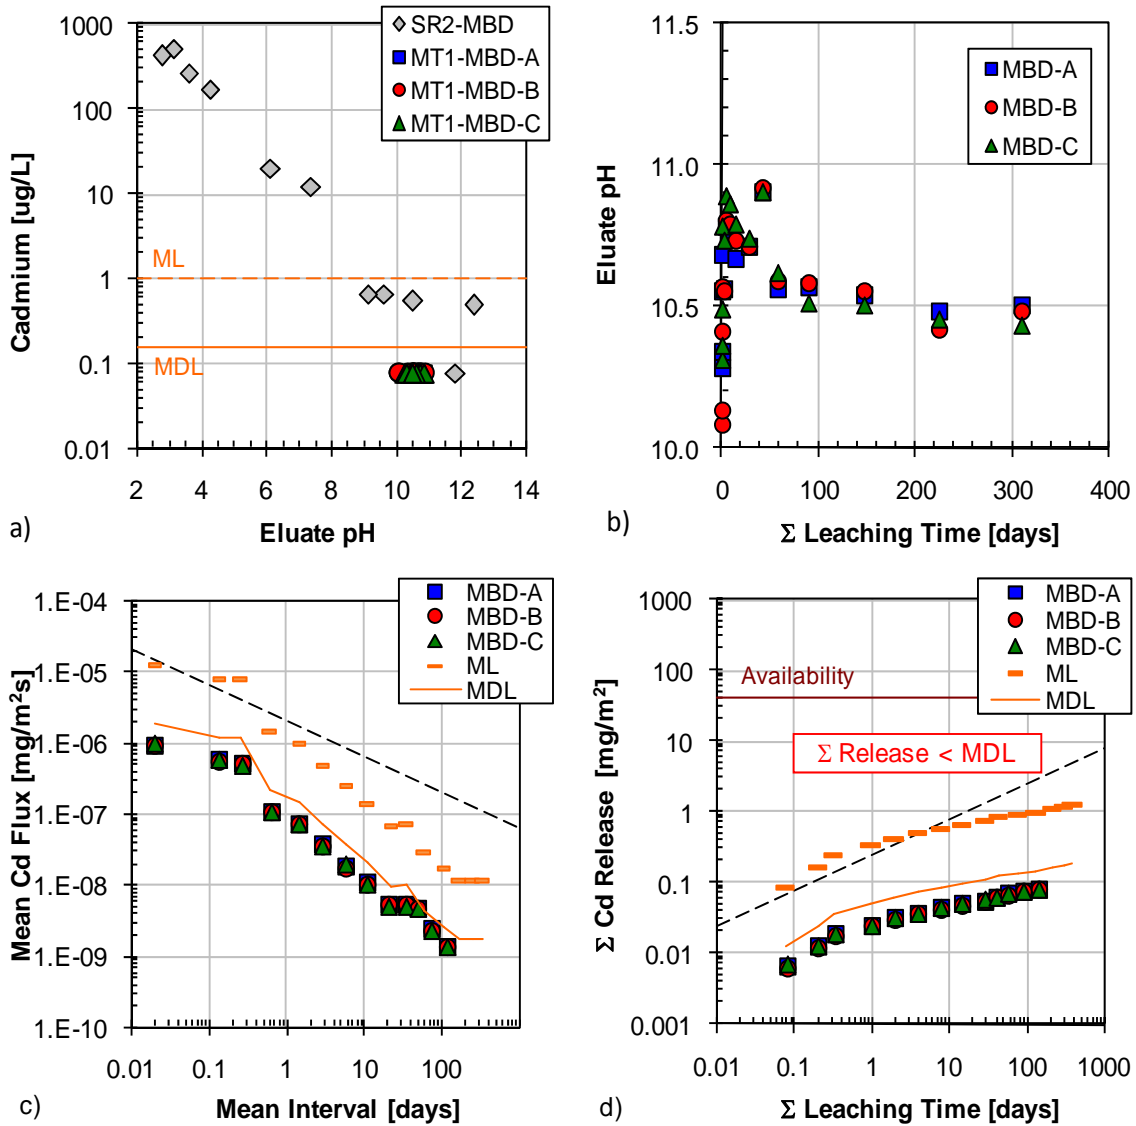 1000
100
10
1
0.1
0.01
Cadmium [ug/L]
SR2-MBD
MT1-MBD-A
MT1-MBD-B
MT1-MBD-C
ML
MDL
2 4 6 8 10 12 14
Eluate pH
a)
11.5
11.0
10.5
10.0
Eluate pH
MBD-A
MBD-B
MBD-C
0 100 200 300 400
Σ Leaching Time [days]
b)
1.E-04
1.E-05
1.E-06
1.E-07
1.E-08
1.E-09
1.E-10
Mean Cd Flux [mg/m²s]
MBD-A
MBD-B
MBD-C
ML
MDL
0.01 0.1 1 10 100
Mean Interval [days]
c)
1000
100
10
1
0.1
0.01
0.001
Σ Cd Release [mg/m²]
MBD-A
MBD-B
MBD-C
ML
MDL
Availability
Σ Release < MDL
0.01 0.1 1 10 100 1000
Σ Leaching Time [days]
d)